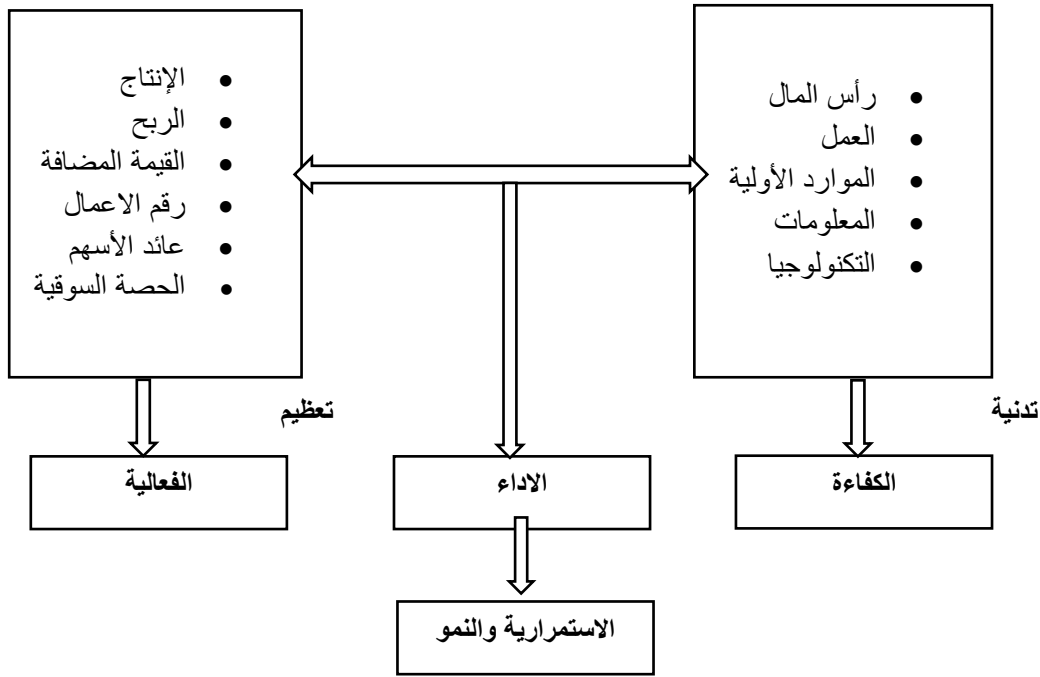 • رأس المال
• العمل
• الموارد الأولية
• المعلومات
• التكنولوجيا
• الإنتاج
• الربح
• القيمة المضافة
• رقم الاعمال
• عائد الأسهم
• الحصة السوقية
تدنية
تعظيم
الكفاءة
الاداء
الفعالية
الاستمرارية والنمو